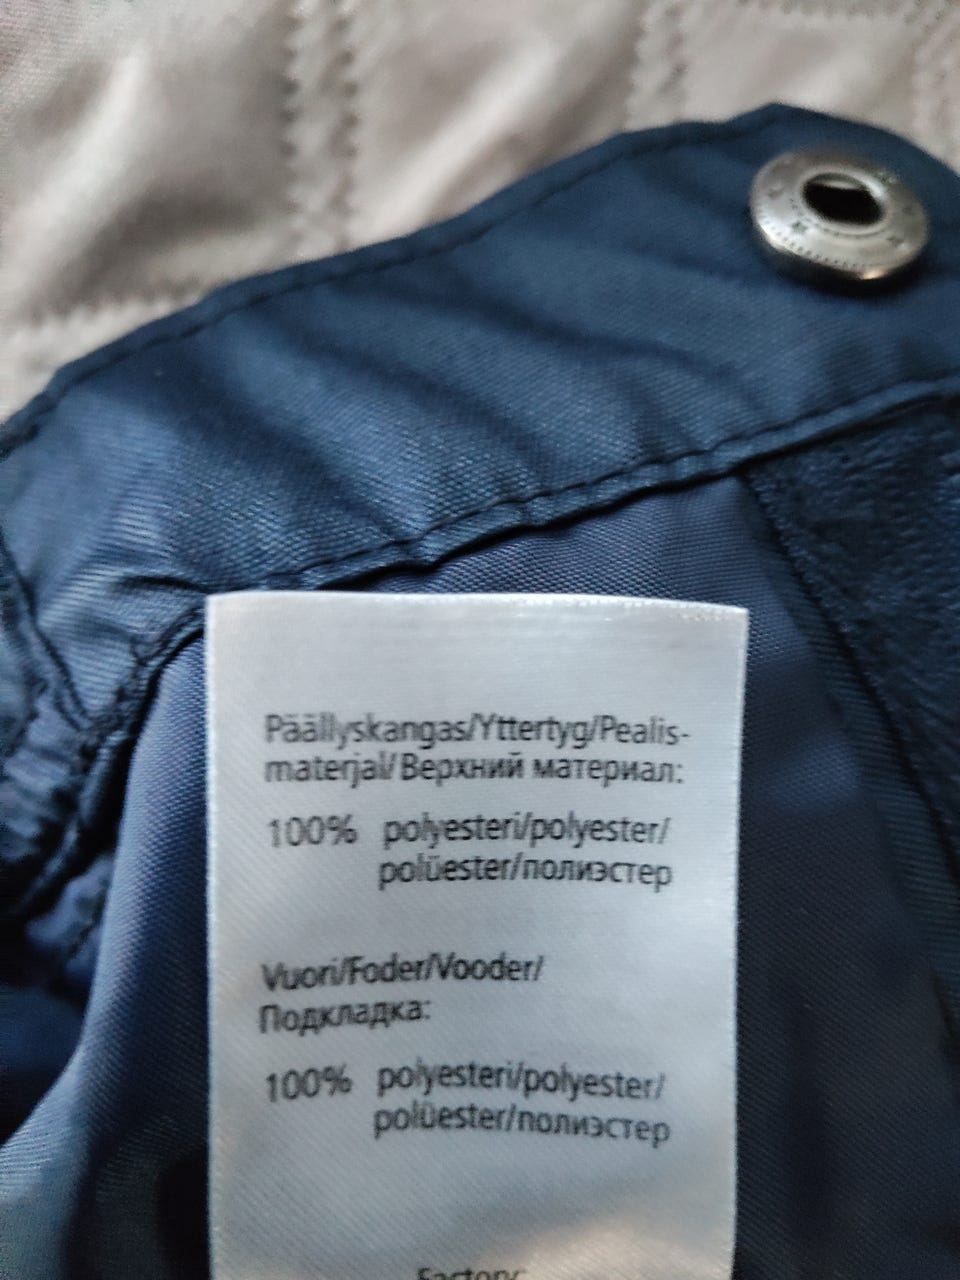 Päällyskangas/Yttertyg/Pealis-
materjal/Верхний материал:
100% polyesteri/polyester/
polüester/полиэстер
Vuori/Foder/Vooder/
Подкладка:
100% polyesteri/polyester/
polüester/полиэстер
Factory